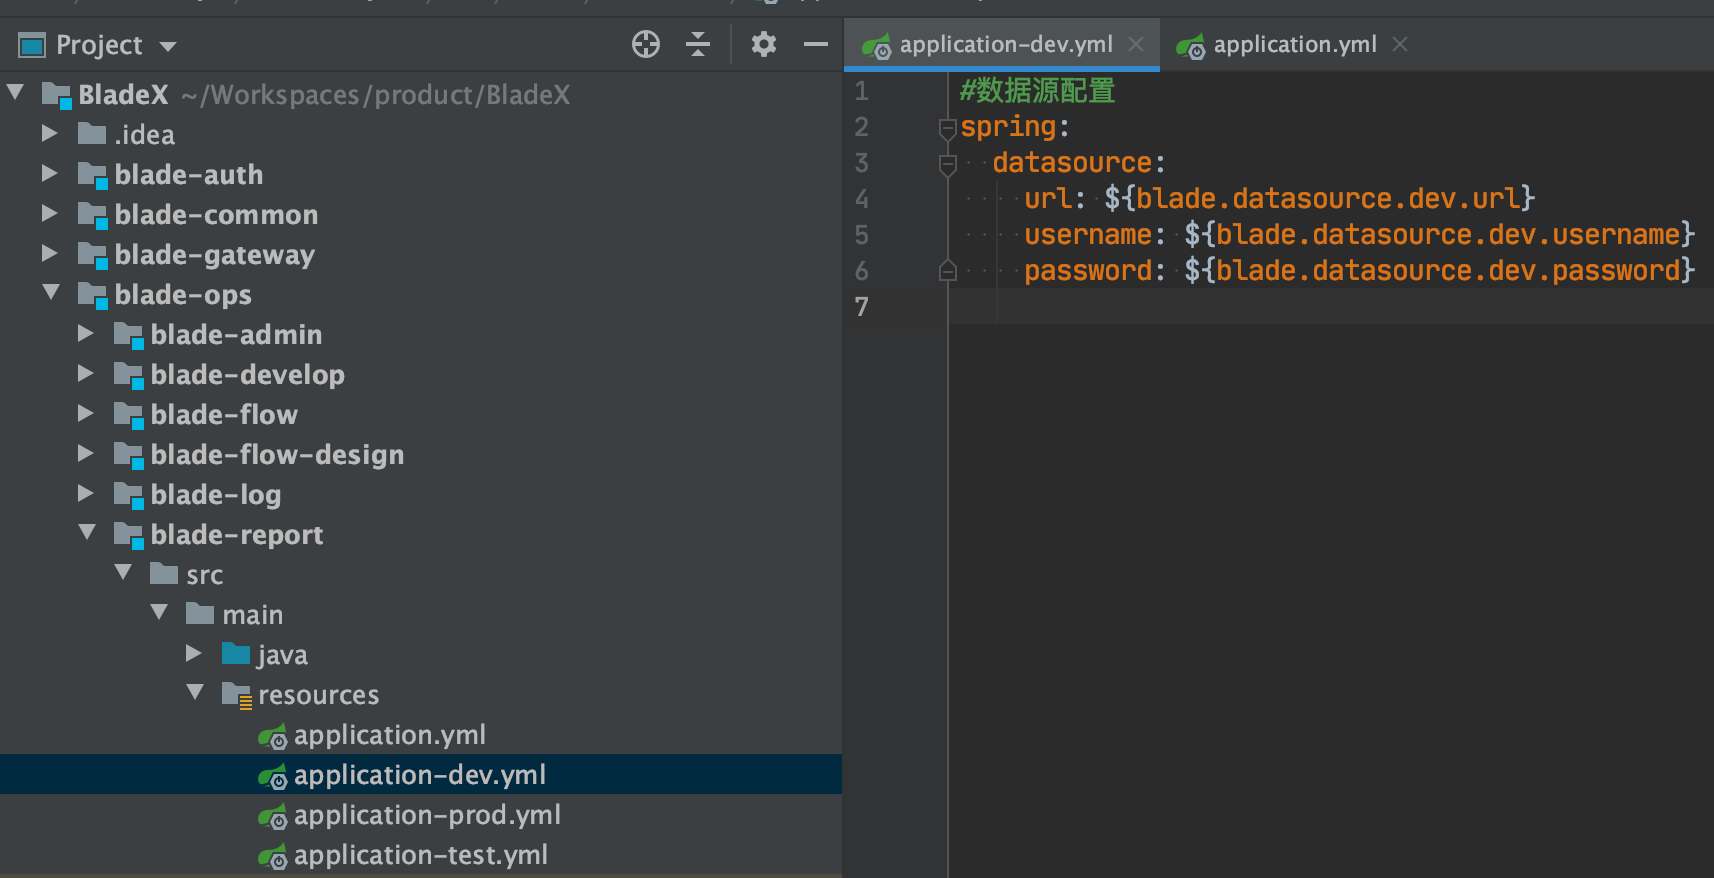 Project
application-dev.yml
application.yml
BladeX ~/Workspaces/product/BladeX
.idea
blade-auth
blade-common
blade-gateway
blade-ops
blade-admin
blade-develop
blade-flow
blade-flow-design
blade-log
blade-report
src
main
java
resources
application.yml
application-dev.yml
application-prod.yml
application-test.yml
1 #数据源配置
2 spring:
3 datasource:
4 url: ${blade.datasource.dev.url}
5 username: ${blade.datasource.dev.username}
6 password: ${blade.datasource.dev.password}
7